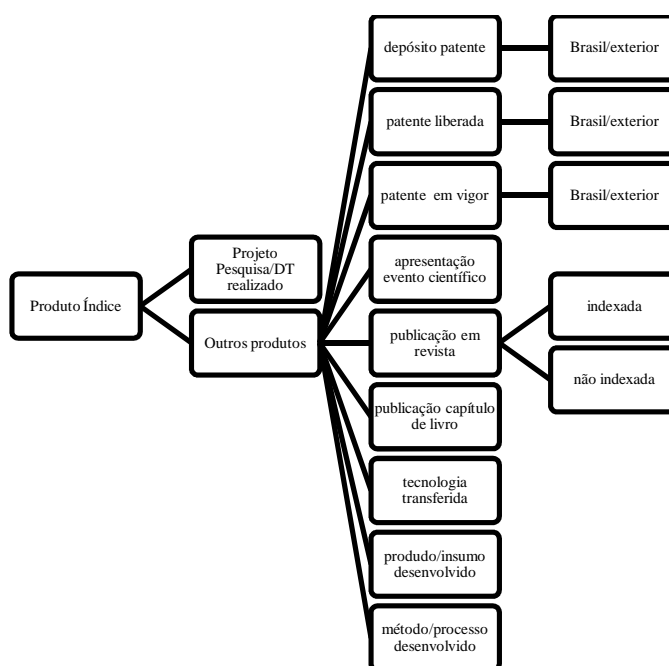 depósito patente
Brasil/exterior
patente liberada
Brasil/exterior
patente em vigor
Brasil/exterior
Projeto
Pesquisa/DT
realizado
apresentação
evento científico
Produto Índice
Outros produtos
publicação em
revista
indexada
não indexada
publicação capítulo
de livro
tecnologia
transferida
produdo/insumo
desenvolvido
método/processo
desenvolvido